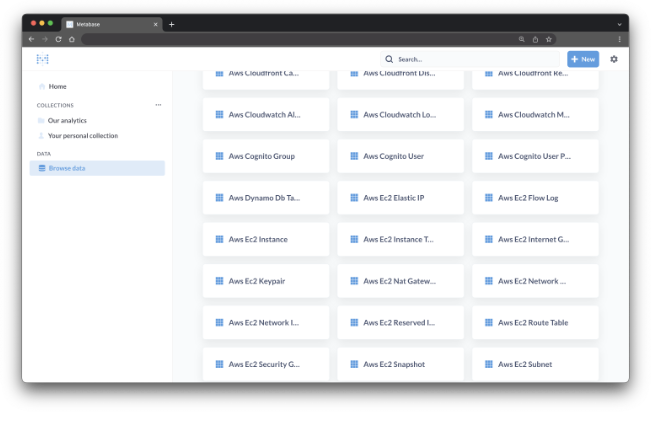 Metabase
Search...
+ New
Home
COLLECTIONS
Our analytics
Your personal collection
DATA
Browse data
Aws Cloudfront Ca...
Aws Cloudfront Dis...
Aws Cloudfront Re...
Aws Cloudwatch Al...
Aws Cloudwatch Lo...
Aws Cloudwatch M...
Aws Cognito Group
Aws Cognito User
Aws Cognito User P...
Aws Dynamo Db Ta...
Aws Ec2 Elastic IP
Aws Ec2 Flow Log
Aws Ec2 Instance
Aws Ec2 Instance T...
Aws Ec2 Internet G...
Aws Ec2 Keypair
Aws Ec2 Nat Gatew...
Aws Ec2 Network ...
Aws Ec2 Network I...
Aws Ec2 Reserved I...
Aws Ec2 Route Table
Aws Ec2 Security G...
Aws Ec2 Snapshot
Aws Ec2 Subnet